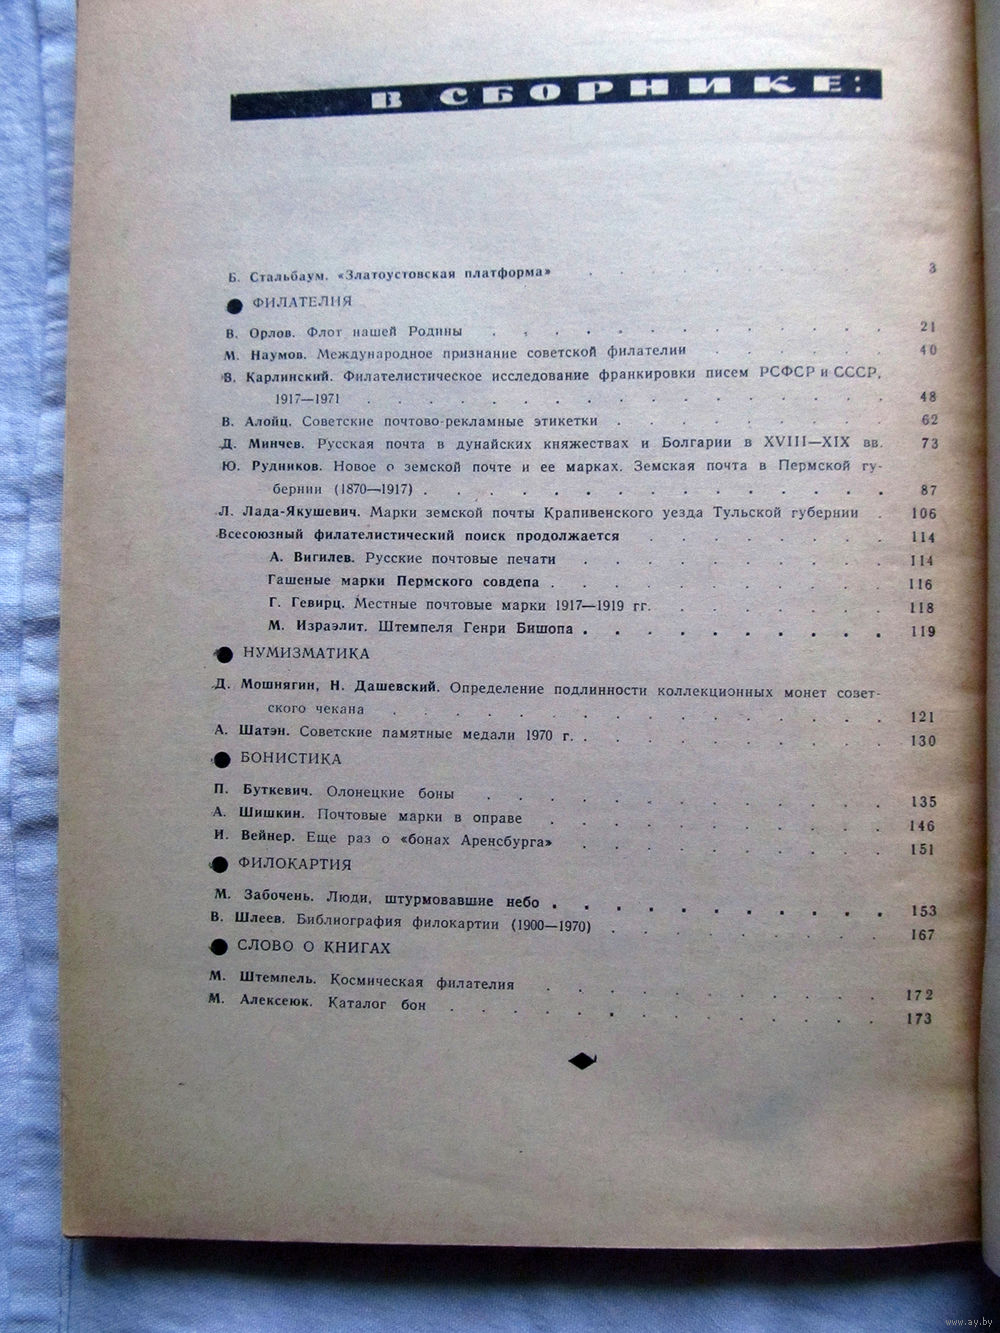 В СБОРНИКЕ:
Б. Стальбаум. «Златоустовская платформа» 3
ФИЛАТЕЛИЯ
В. Орлов. Флот нашей Родины 21
М. Наумов. Международное признание советской филателии 40
В. Карлинский. Филателистическое исследование франкировки писем РСФСР и СССР,
1917—1971 48
В. Алойц. Советские почтово-рекламные этикетки 62
Д. Минчев. Русская почта в дунайских княжествах и Болгарии в XVIII—XIX вв. 73
Ю. Рудников. Новое о земской почте и ее марках. Земская почта в Пермской гу-
бернии (1870—1917) 87
Л. Лада-Якушевич. Марки земской почты Крапивенского уезда Тульской губернии 106
Всесоюзный филателистический поиск продолжается 114
А. Вигилев. Русские почтовые печати 114
Гашеные марки Пермского совдепа 116
Г. Гевирц. Местные почтовые марки 1917—1919 гг. 118
М. Израэлит. Штемпеля Генри Бишопа 119
НУМИЗМАТИКА
Д. Мошнягин, Н. Дашевский. Определение подлинности коллекционных монет совет-
ского чекана 121
А. Шатэн. Советские памятные медали 1970 г. 130
БОНИСТИКА
П. Буткевич. Олонецкие боны 135
А. Шишкин. Почтовые марки в оправе 146
И. Вейнер. Еще раз о «бонах Аренсбурга» 151
ФИЛОКАРТИЯ
М. Забочень. Люди, штурмовавшие небо 153
В. Шлеев. Библиография филокартии (1900—1970) 167
СЛОВО О КНИГАХ
М. Штемпель. Космическая филателия 172
М. Алексеюк. Каталог бон 173
www.ay.by